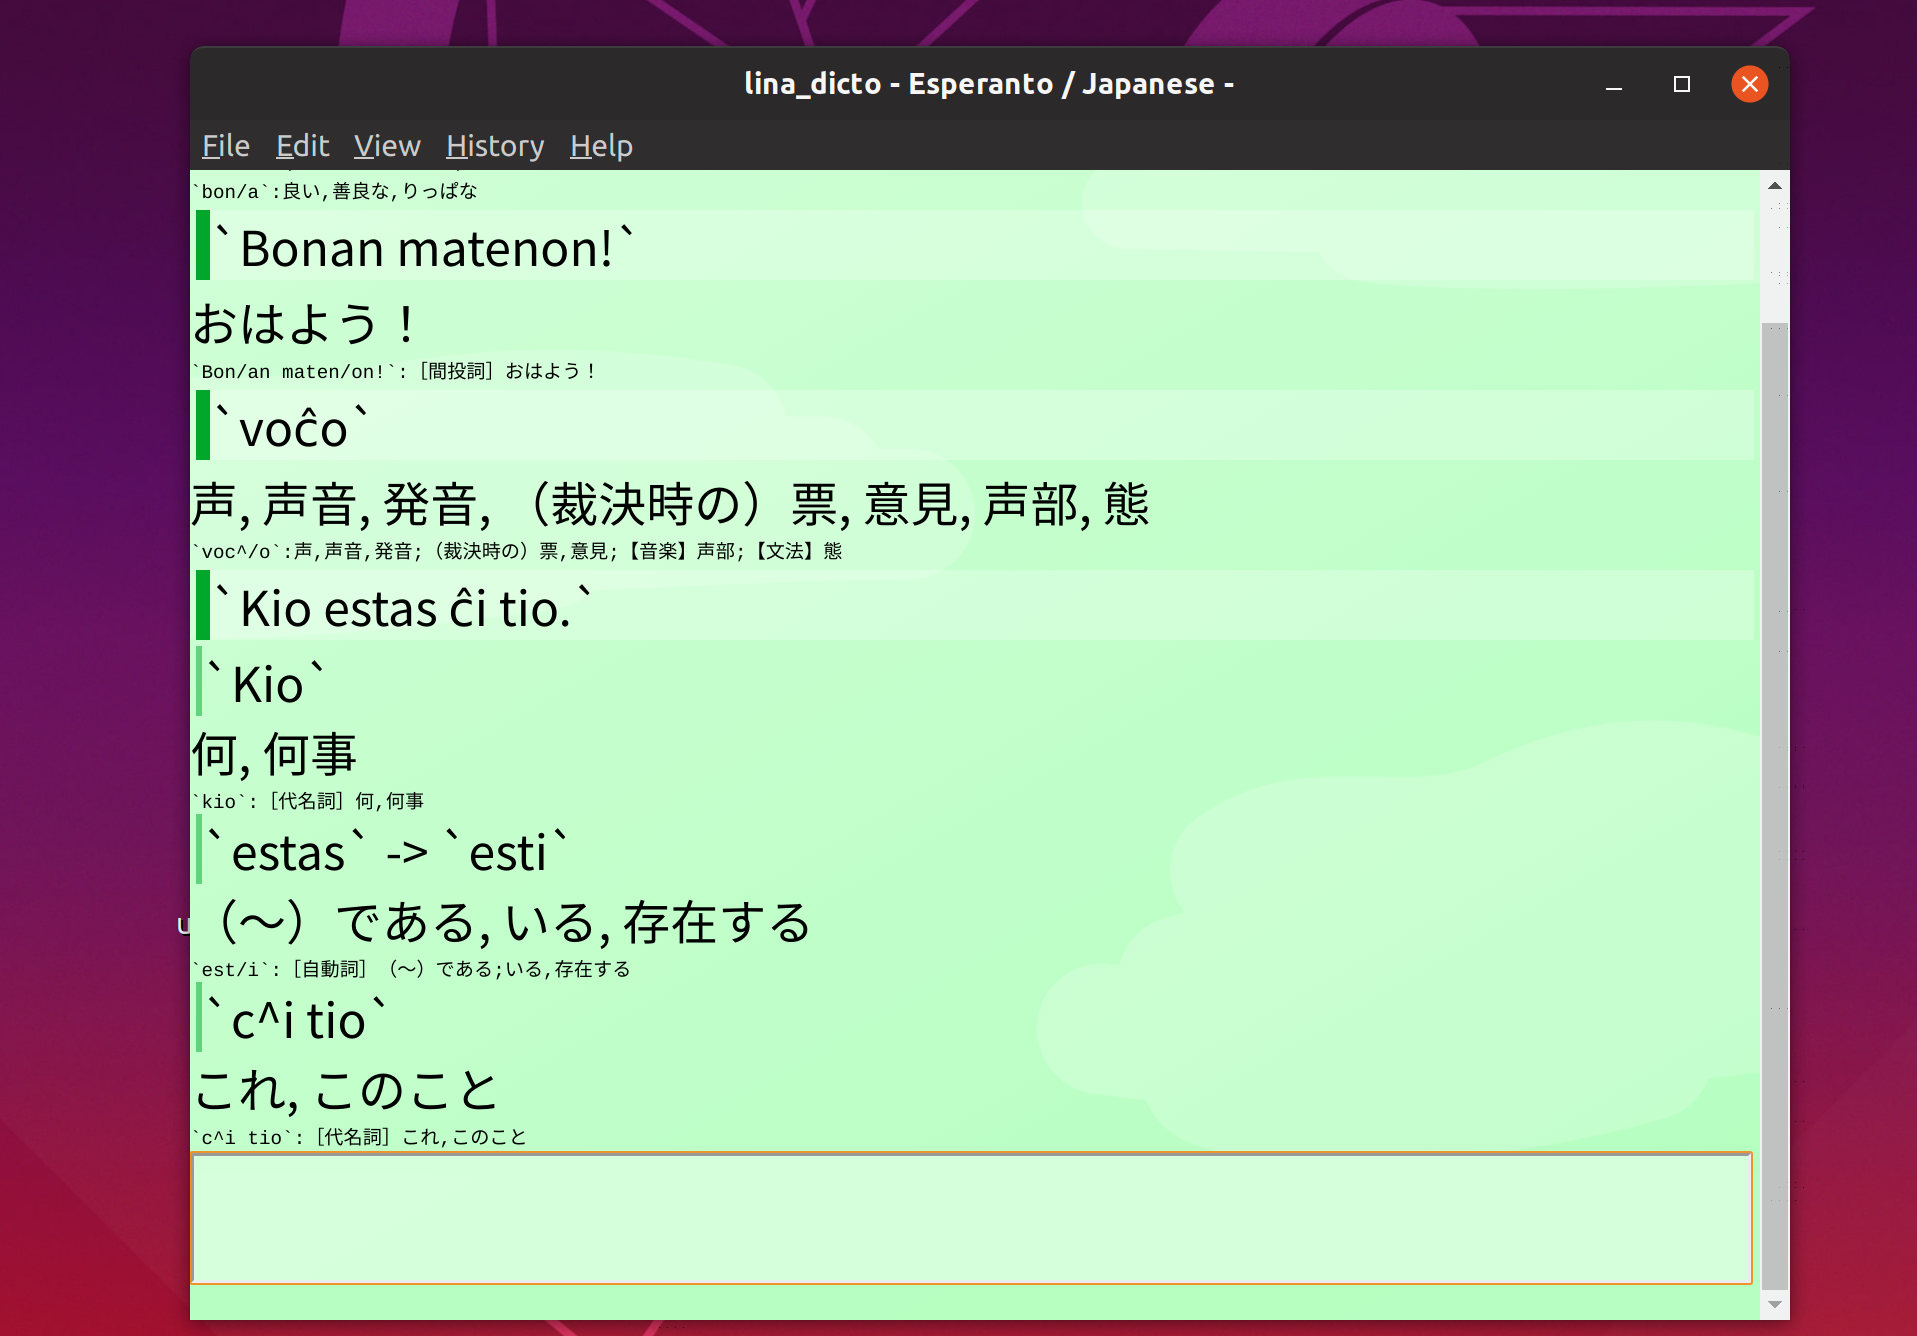 lina_dicto - Esperanto / Japanese -
File Edit View History Help
`bon/a`:良い,善良な,りっぱな
`Bonan matenon!`
おはよう！
`Bon/an maten/on!`:［間投詞］おはよう！
`voĉo`
声, 声音, 発音, （裁決時の）票, 意見, 声部, 態
`voc^/o`:声,声音,発音;（裁決時の）票,意見;【音楽】声部;【文法】態
`Kio estas ĉi tio.`
`Kio`
何, 何事
`kio`:［代名詞］何,何事
`estas` -> `esti`
（〜）である, いる, 存在する
`est/i`:［自動詞］（〜）である;いる,存在する
`c^i tio`
これ, このこと
`c^i tio`:［代名詞］これ,このこと